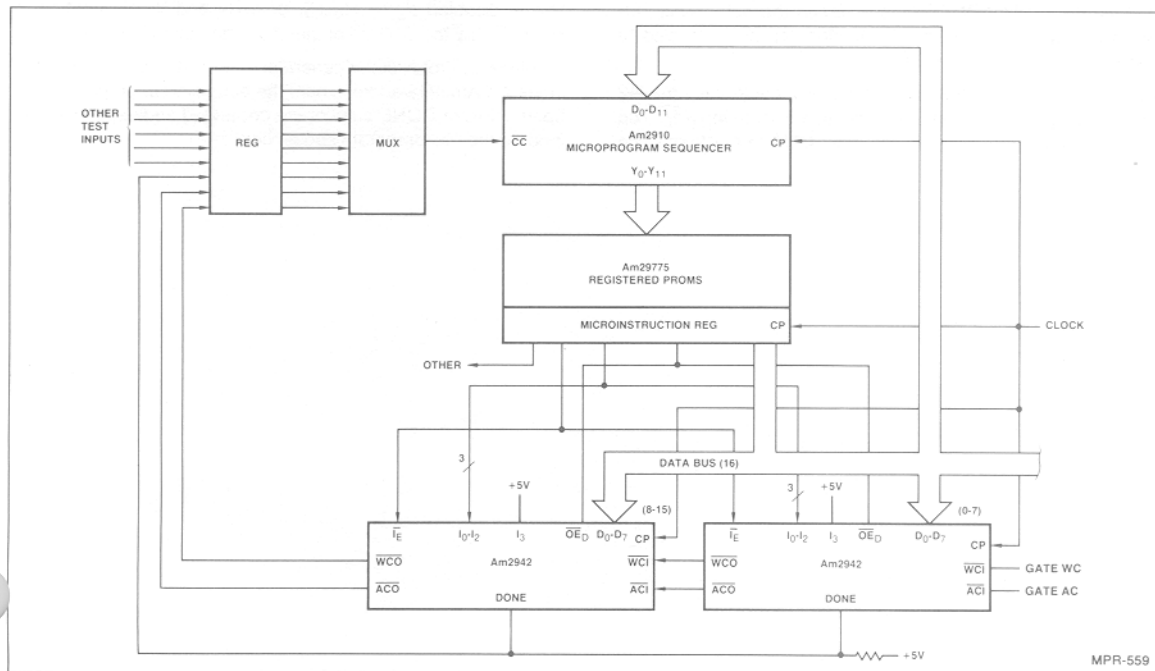 D0-D11
Am2910
MICROPROGRAM SEQUENCER
CC
CP
Y0-Y11
OTHER
TEST
INPUTS
REG
MUX
Am29775
REGISTERED PROMS
MICROINSTRUCTION REG
CP
CLOCK
OTHER
DATA BUS (16)
3
+5V
(8-15)
3
+5V
(0-7)
IE
I0-I2
I3
OED
D0-D7
CP
WCO
Am2942
WCI
ACO
ACI
DONE
IE
I0-I2
I3
OED
D0-D7
CP
WCO
Am2942
WCI
GATE WC
ACO
ACI
GATE AC
DONE
+5V
MPR-559